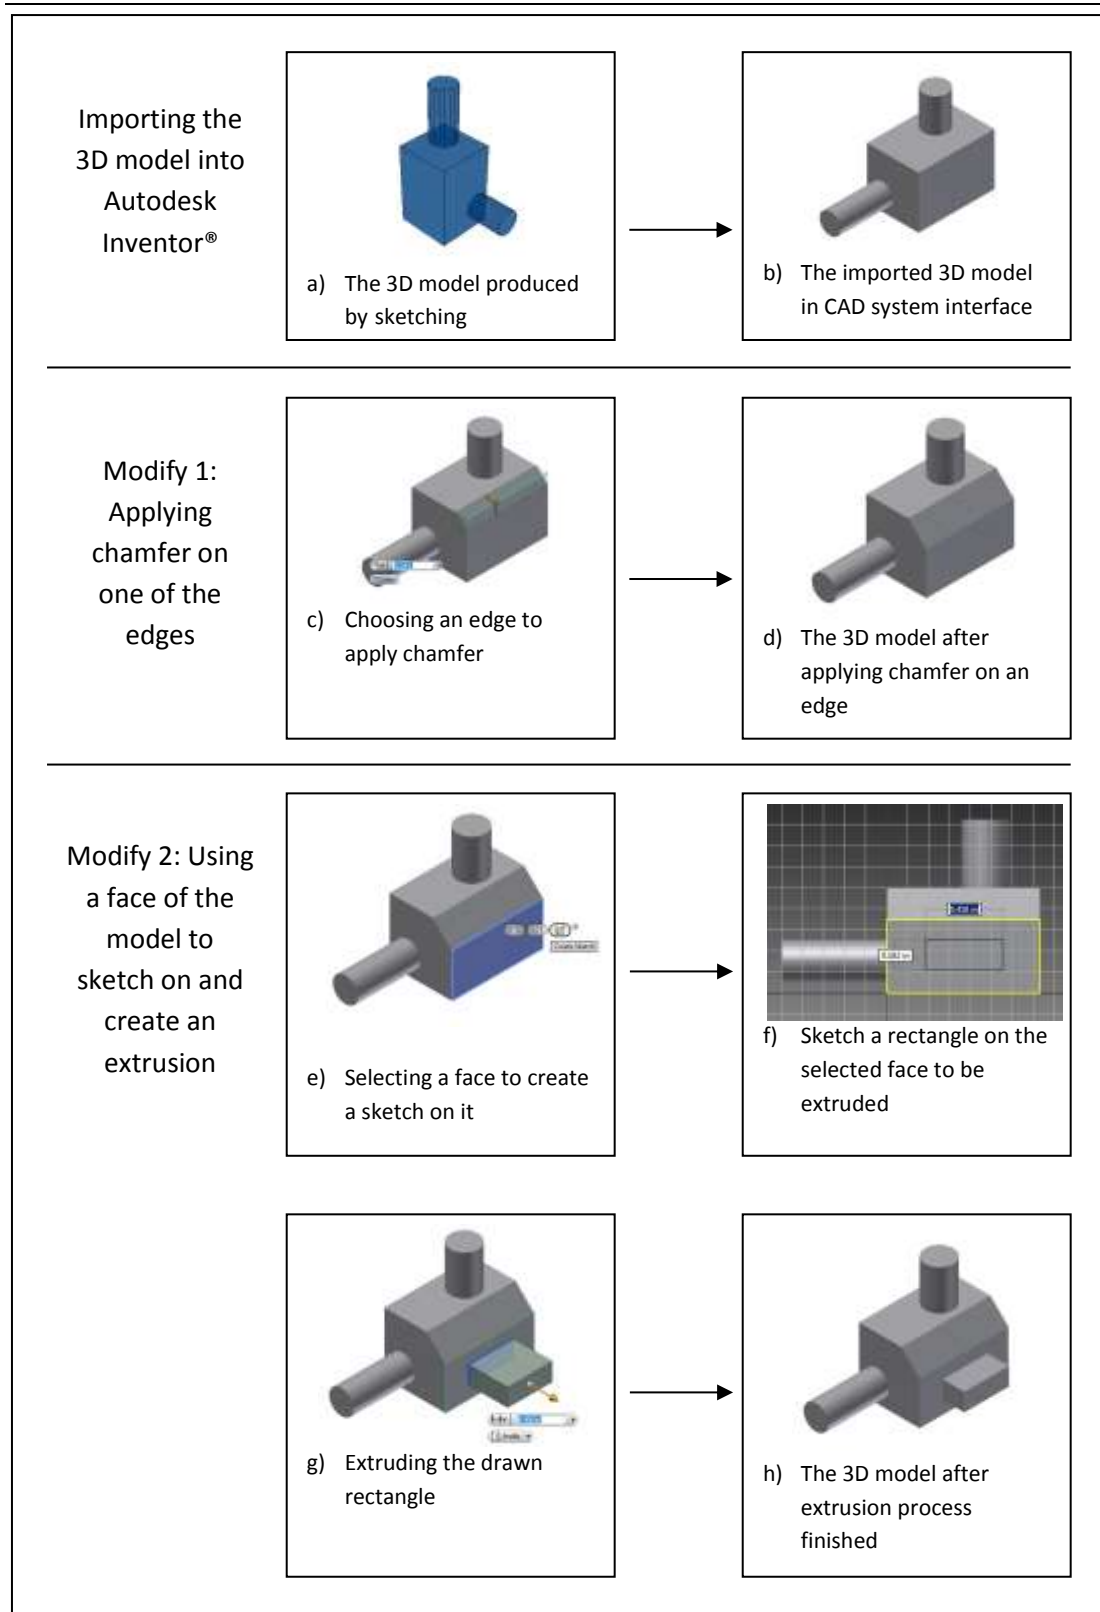 Importing the
3D model into
Autodesk
Inventor®
a) The 3D model produced
by sketching
b) The imported 3D model
in CAD system interface
Modify 1:
Applying
chamfer on
one of the
edges
c) Choosing an edge to
apply chamfer
d) The 3D model after
applying chamfer on an
edge
Modify 2: Using
a face of the
model to
sketch on and
create an
extrusion
e) Selecting a face to create
a sketch on it
f) Sketch a rectangle on the
selected face to be
extruded
g) Extruding the drawn
rectangle
h) The 3D model after
extrusion process
finished